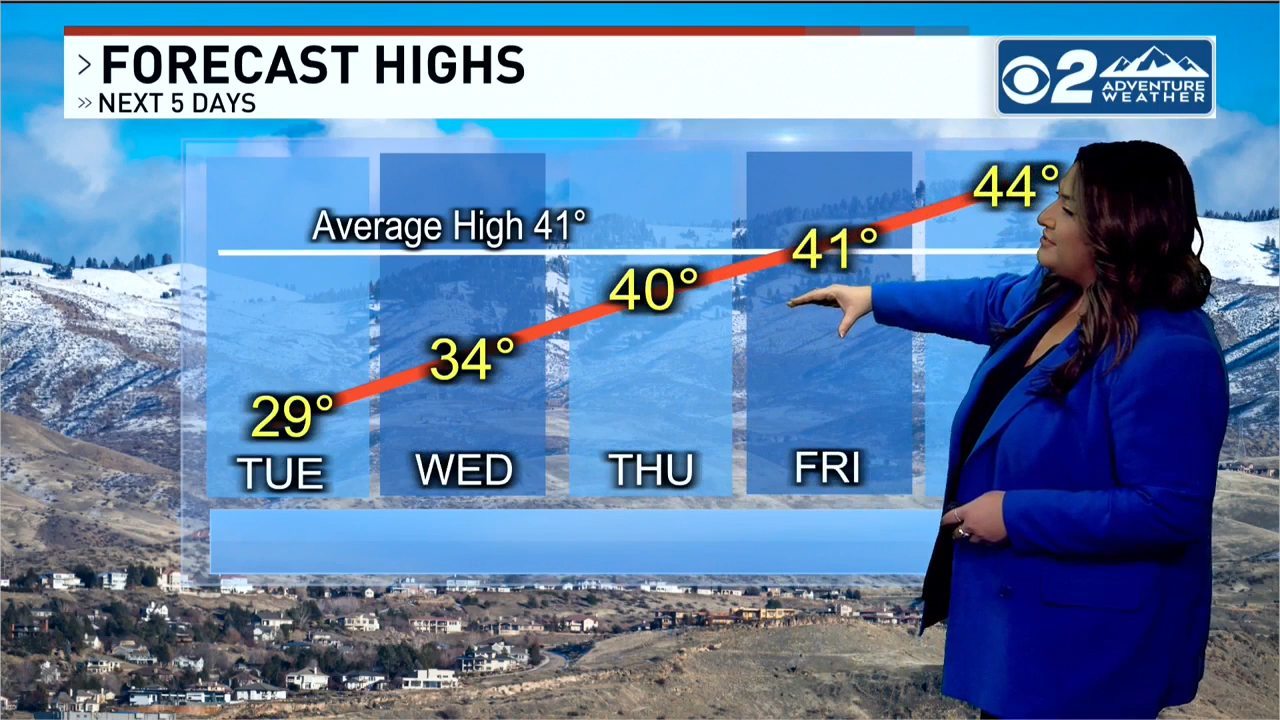 > FORECAST HIGHS
» NEXT 5 DAYS
2 ADVENTURE
WEATHER
Average High 41°
44°
41°
40°
34°
29°
TUE WED THU FRI